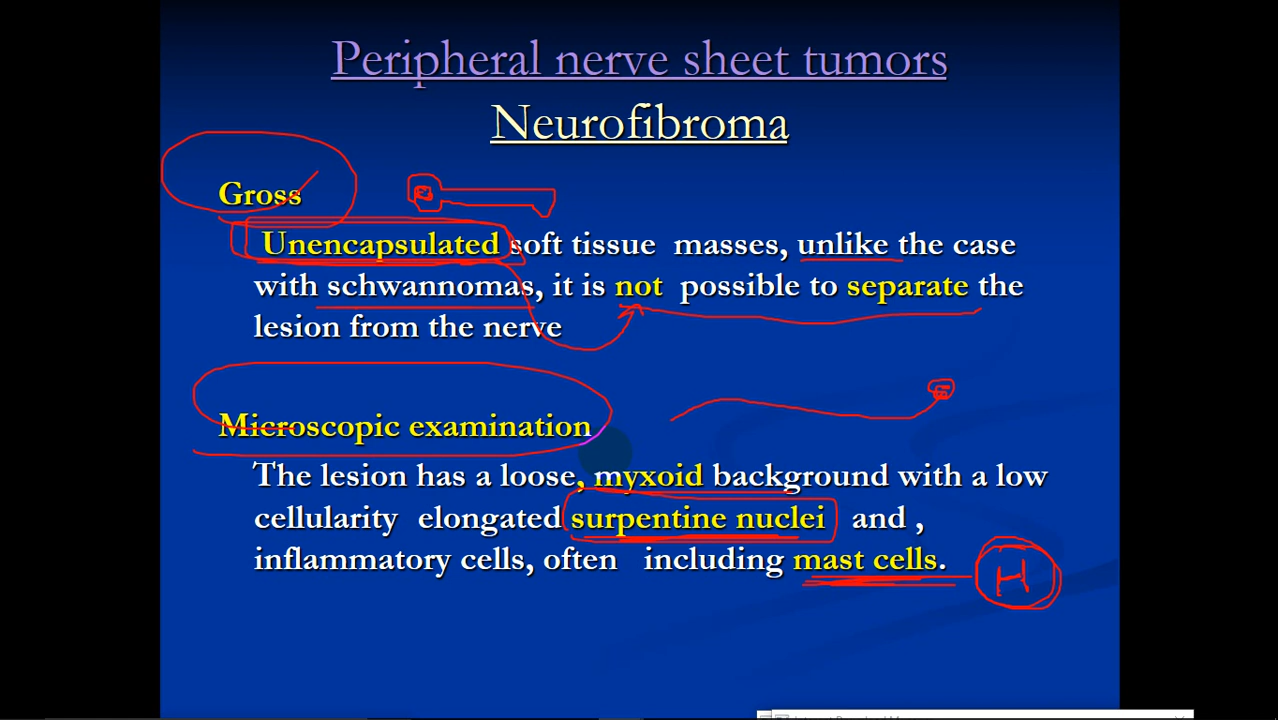 Peripheral nerve sheet tumors
Neurofibroma
Gross
Unencapsulated soft tissue masses, unlike the case
with schwannomas, it is not possible to separate the
lesion from the nerve
Microscopic examination
The lesion has a loose, myxoid background with a low
cellularity elongated surpentine nuclei and ,
inflammatory cells, often including mast cells.
H